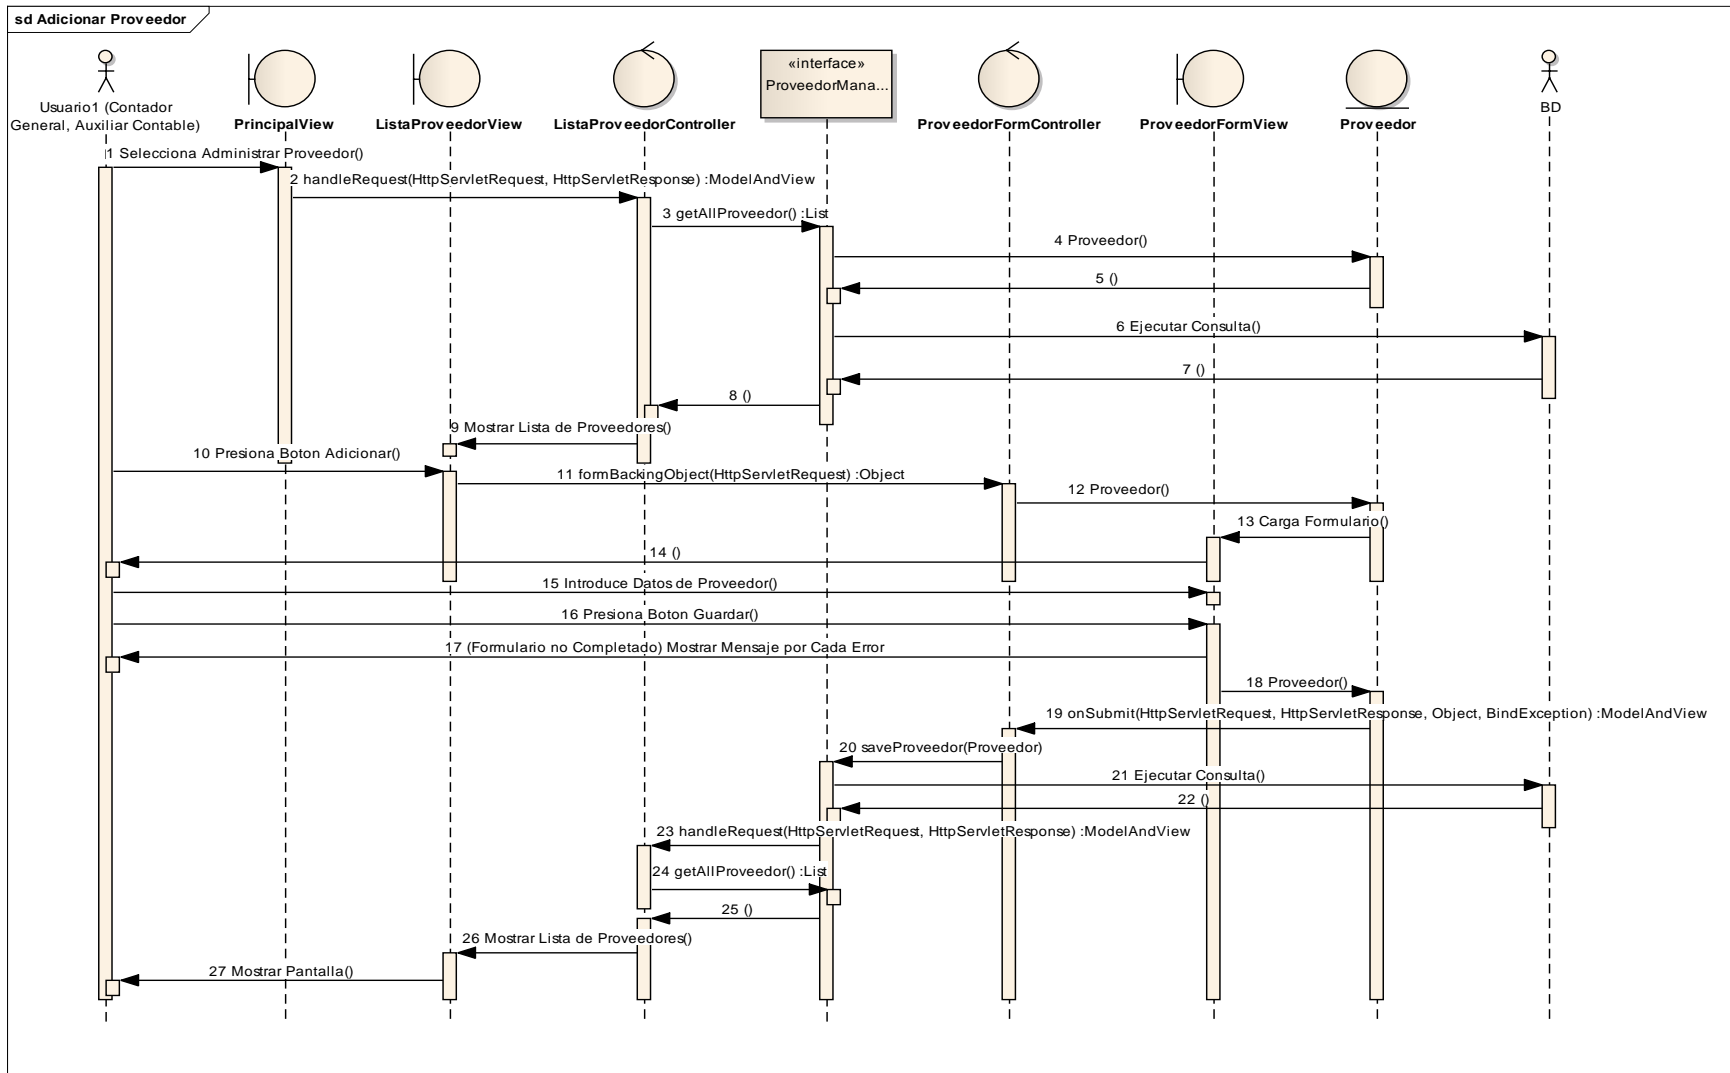 sd Adicionar Proveedor
«interface»
ProveedorMana...
Usuario1 (Contador
General, Auxiliar Contable)
PrincipalView
ListaProveedorView
ListaProveedorController
ProveedorFormController
ProveedorFormView
Proveedor
BD
1 Selecciona Administrar Proveedor()
2 handleRequest(HttpServletRequest, HttpServletResponse) :ModelAndView
3 getAllProveedor() :List
4 Proveedor()
5 ()
6 Ejecutar Consulta()
7 ()
8 ()
9 Mostrar Lista de Proveedores()
10 Presiona Boton Adicionar()
11 formBackingObject(HttpServletRequest) :Object
12 Proveedor()
13 Carga Formulario()
14 ()
15 Introduce Datos de Proveedor()
16 Presiona Boton Guardar()
17 (Formulario no Completado) Mostrar Mensaje por Cada Error
18 Proveedor()
19 onSubmit(HttpServletRequest, HttpServletResponse, Object, BindException) :ModelAndView
20 saveProveedor(Proveedor)
21 Ejecutar Consulta()
22 ()
23 handleRequest(HttpServletRequest, HttpServletResponse) :ModelAndView
24 getAllProveedor() :List
25 ()
26 Mostrar Lista de Proveedores()
27 Mostrar Pantalla()